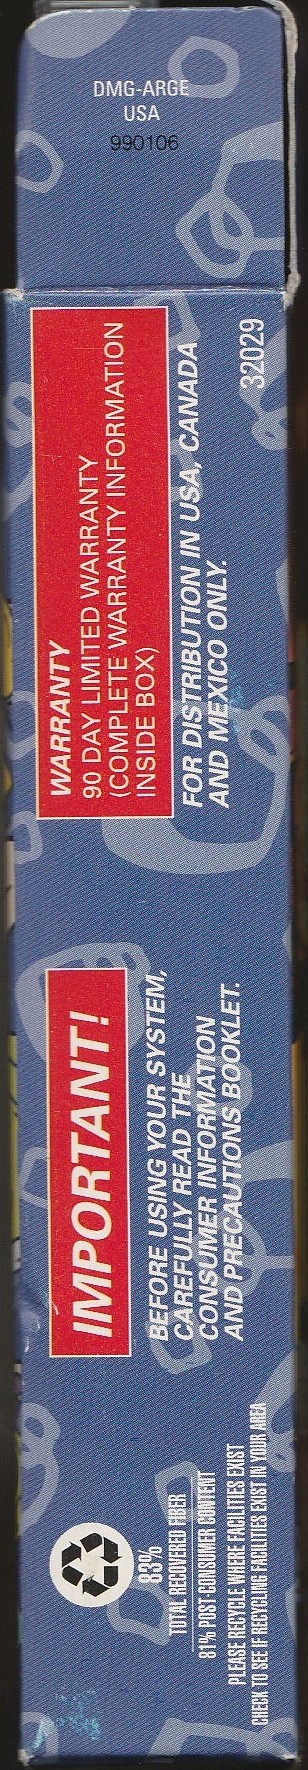 DMG-ARGE
USA
990106
WARRANTY
90 DAY LIMITED WARRANTY
(COMPLETE WARRANTY INFORMATION
INSIDE BOX)
FOR DISTRIBUTION IN USA, CANADA
AND MEXICO ONLY.
32029
IMPORTANT!
BEFORE USING YOUR SYSTEM,
CAREFULLY READ THE
CONSUMER INFORMATION
AND PRECAUTIONS BOOKLET.
83%
TOTAL RECOVERED FIBER
81% POST-CONSUMER CONTENT
PLEASE RECYCLE WHERE FACILITIES EXIST
CHECK TO SEE IF RECYCLING FACILITIES EXIST IN YOUR AREA